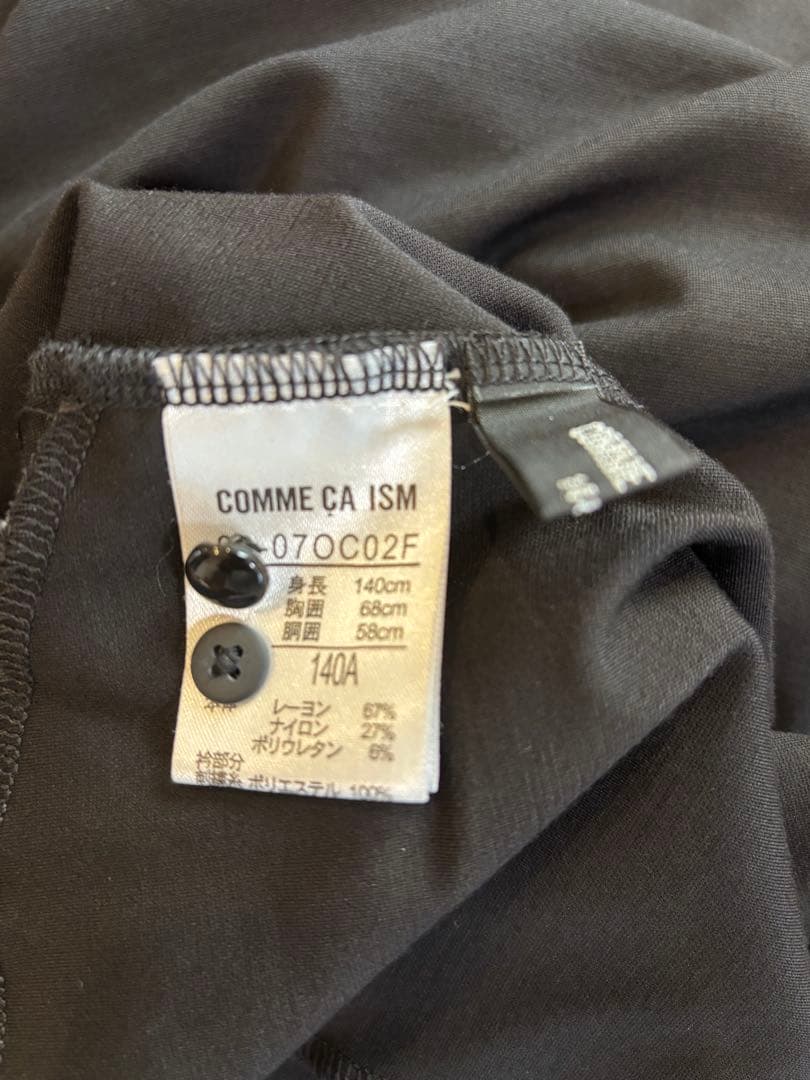 COMME ÇA ISM
-07OC02F
身長 140cm
胸囲 68cm
胴囲 58cm
140A
レーヨン 67%
ナイロン 27%
ポリウレタン 6%
衿部分
ポリエステル 100%